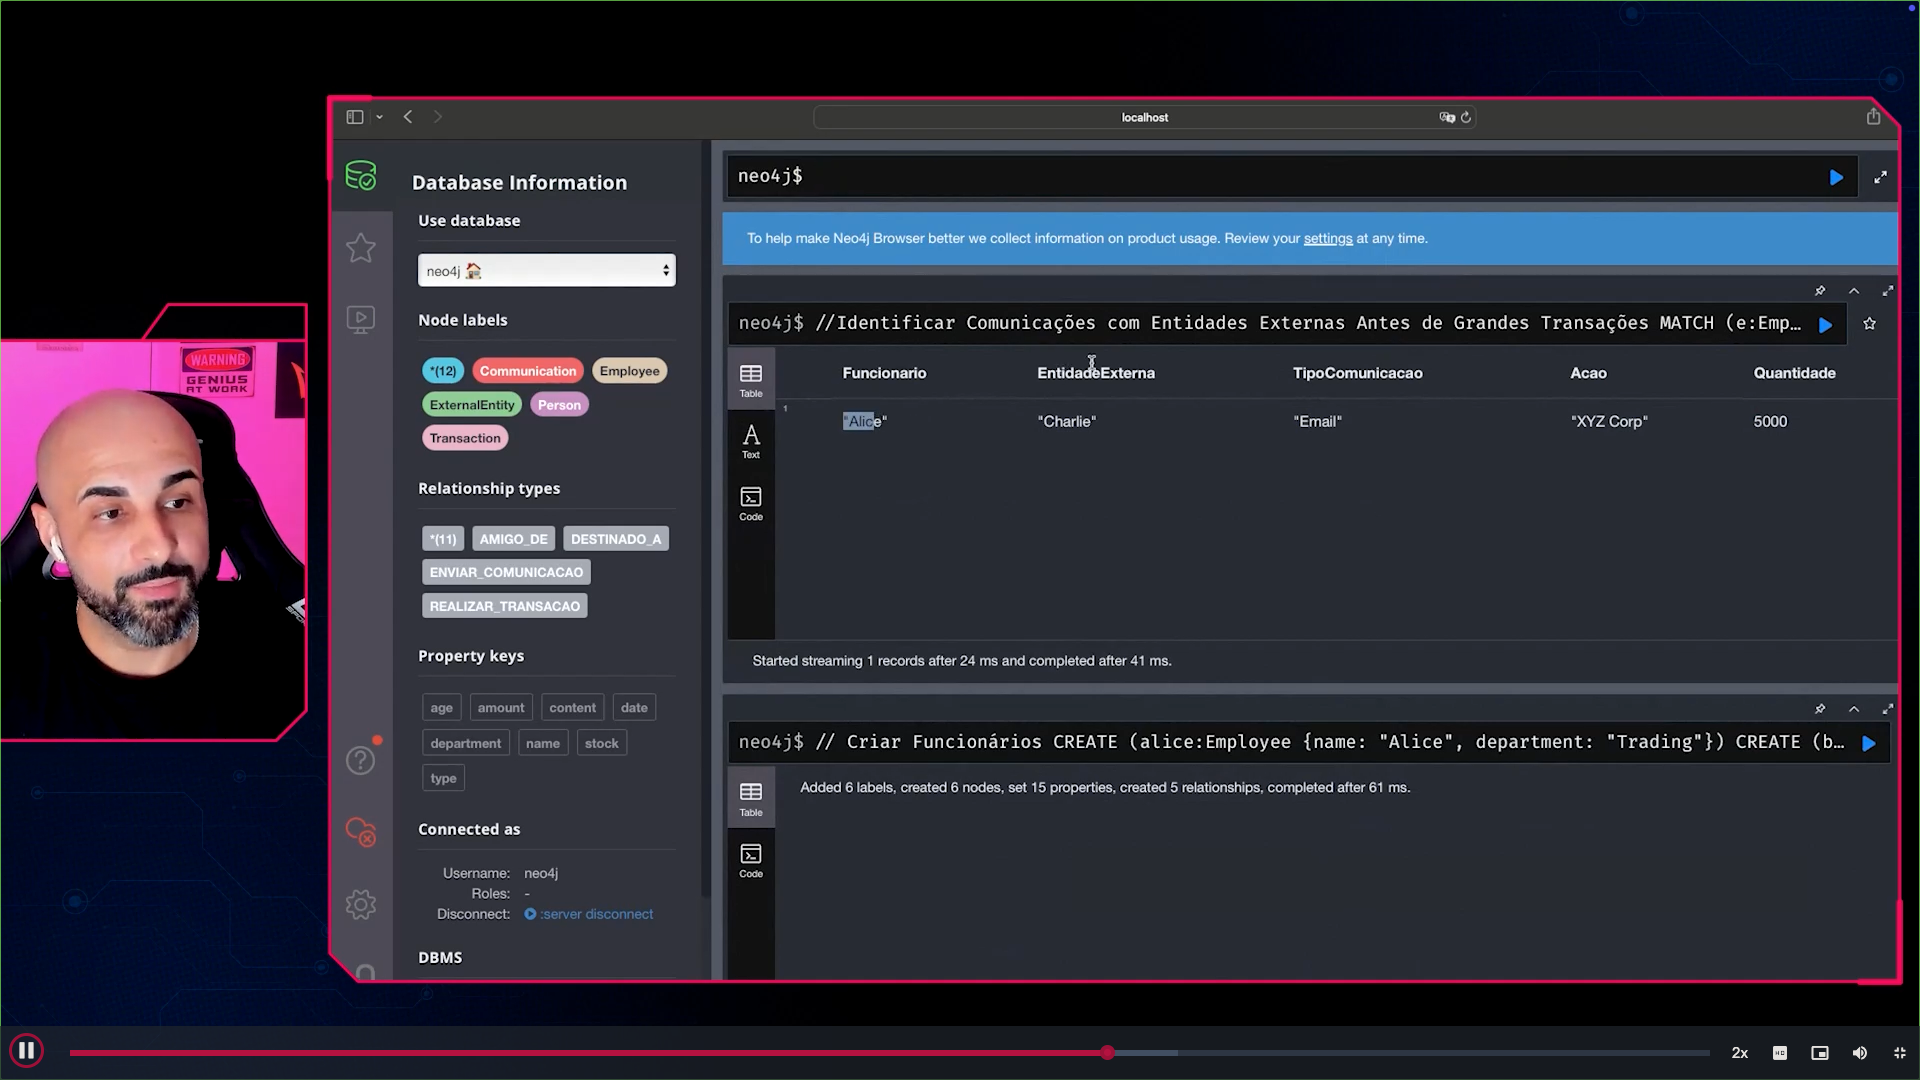 localhost
WARNING
GENIUS
AT WORK
Database Information
Use database
neo4j
Node labels
*(12) Communication Employee
ExternalEntity Person
Transaction
Relationship types
*(11) AMIGO_DE DESTINADO_A
ENVIAR_COMUNICACAO
REALIZAR_TRANSACAO
Property keys
age amount content date
department name stock
type
Connected as
Username: neo4j
Roles: -
Disconnect: :server disconnect
DBMS
neo4j$
To help make Neo4j Browser better we collect information on product usage. Review your settings at any time.
neo4j$ //Identificar Comunicações com Entidades Externas Antes de Grandes Transações MATCH (e:Emp…
Table
Text
Code
Funcionario EntidadeExterna TipoComunicacao Acao Quantidade
1 "Alice" "Charlie" "Email" "XYZ Corp" 5000
Started streaming 1 records after 24 ms and completed after 41 ms.
neo4j$ // Criar Funcionários CREATE (alice:Employee {name: "Alice", department: "Trading"}) CREATE (b…
Table
Code
Added 6 labels, created 6 nodes, set 15 properties, created 5 relationships, completed after 61 ms.
2x